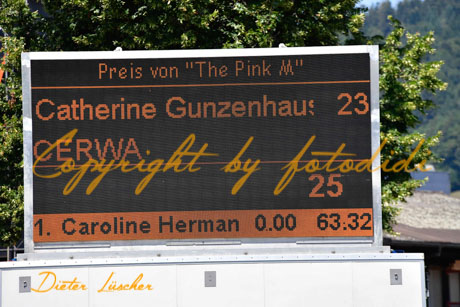 Preis von "The Pink M"
Catherine Gunzenhaus 23
CERWA
Copyright by fotodidi
25
1. Caroline Herman 0.00 63.32
Dieter Lüscher